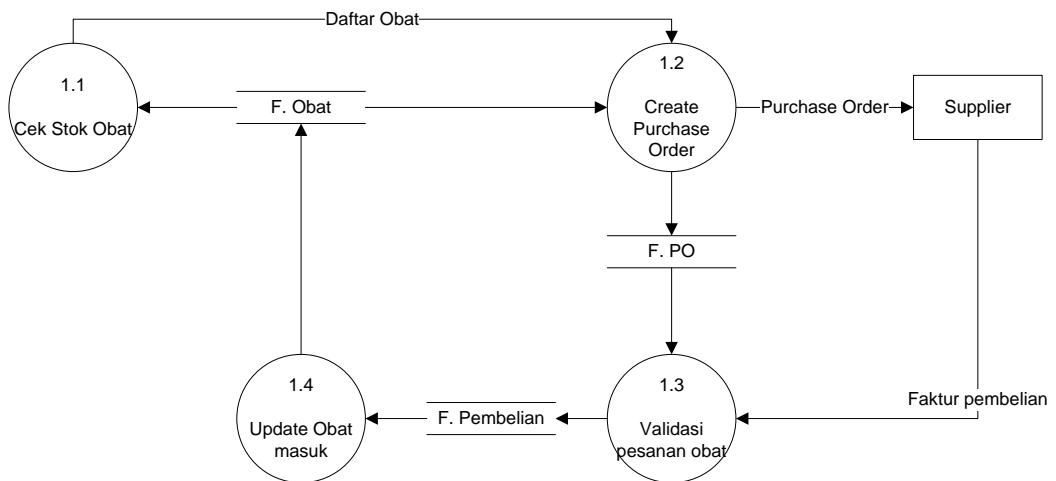 Daftar Obat
1.1
Cek Stok Obat
F. Obat
1.2
Create
Purchase
Order
Purchase Order
Supplier
F. PO
1.4
Update Obat
masuk
F. Pembelian
1.3
Validasi
pesanan obat
Faktur pembelian